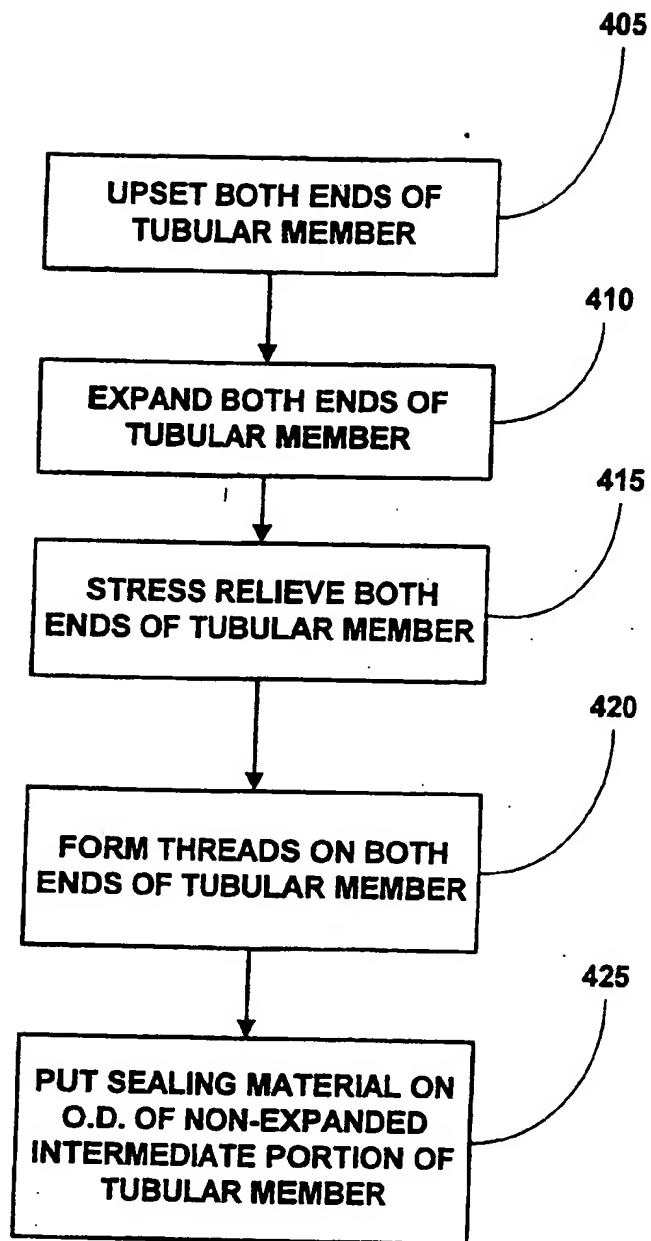 405
UPSET BOTH ENDS OF
TUBULAR MEMBER
410
EXPAND BOTH ENDS OF
TUBULAR MEMBER
415
STRESS RELIEVE BOTH
ENDS OF TUBULAR MEMBER
420
FORM THREADS ON BOTH
ENDS OF TUBULAR MEMBER
425
PUT SEALING MATERIAL ON
O.D. OF NON-EXPANDED
INTERMEDIATE PORTION OF
TUBULAR MEMBER